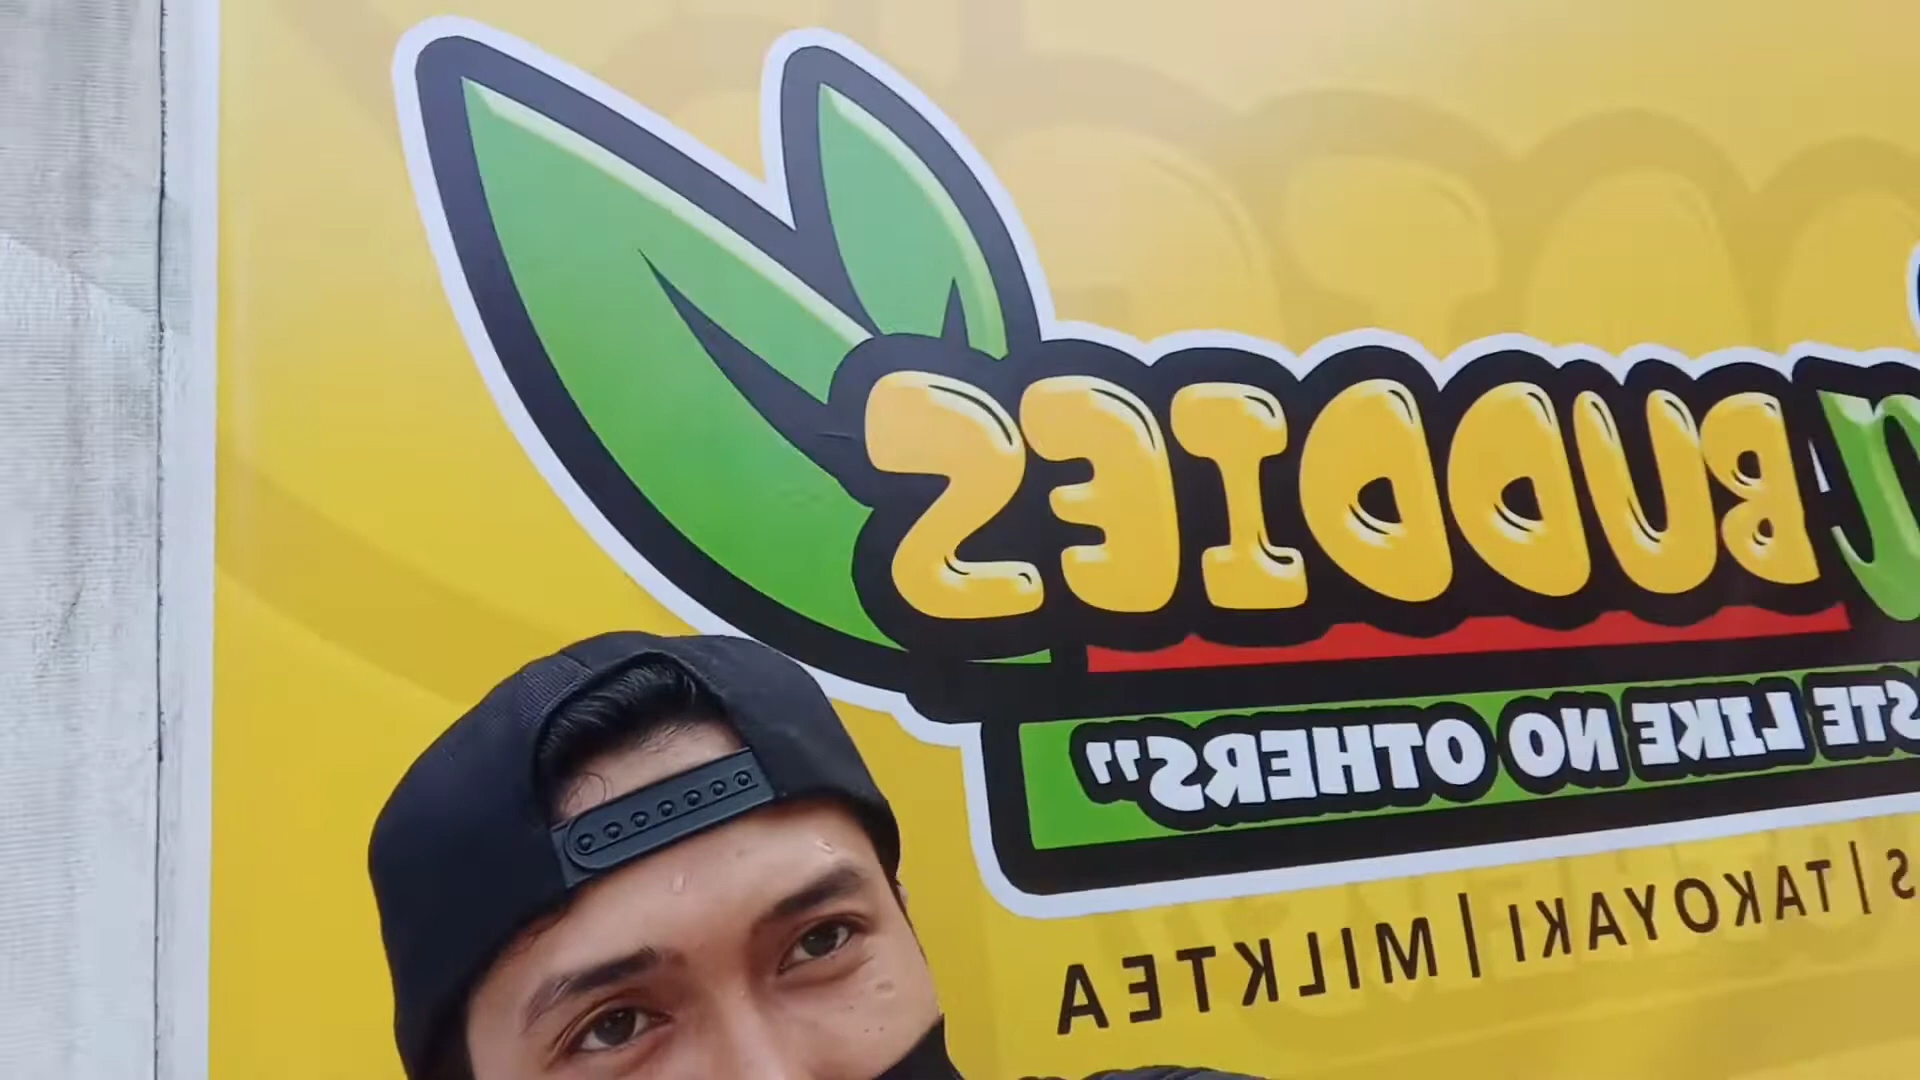 BUDDIES
LIKE NO OTHERS"
| TAKOYAKI | MILKTEA